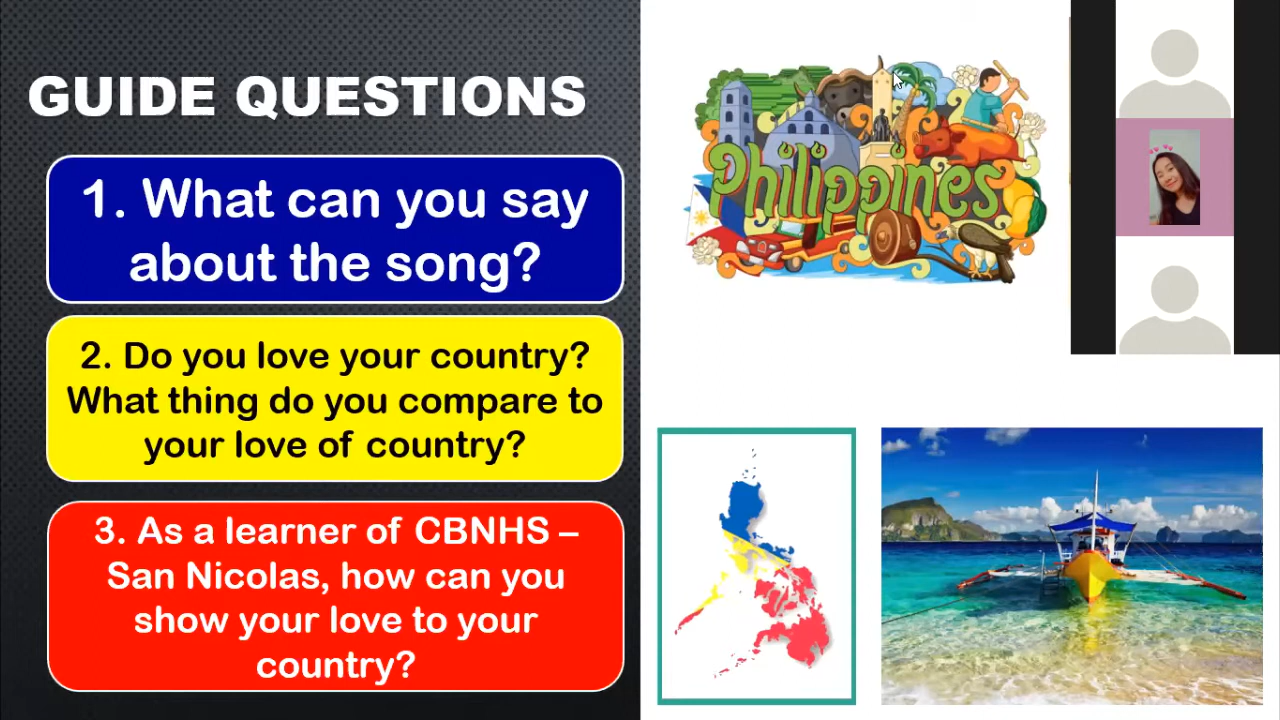 GUIDE QUESTIONS
1. What can you say
about the song?
2. Do you love your country?
What thing do you compare to
your love of country?
3. As a learner of CBNHS –
San Nicolas, how can you
show your love to your
country?
Philippines